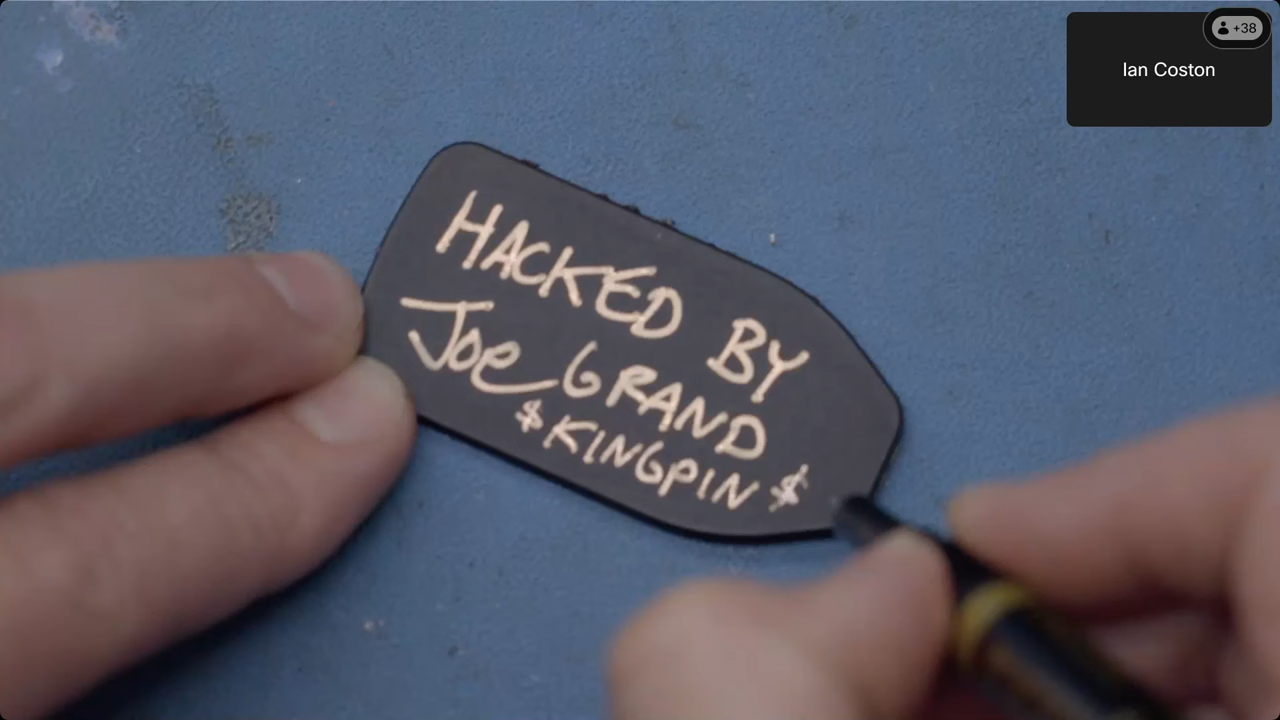 +38
Ian Coston
HACKED BY
Joe GRAND
$ KINGPIN $